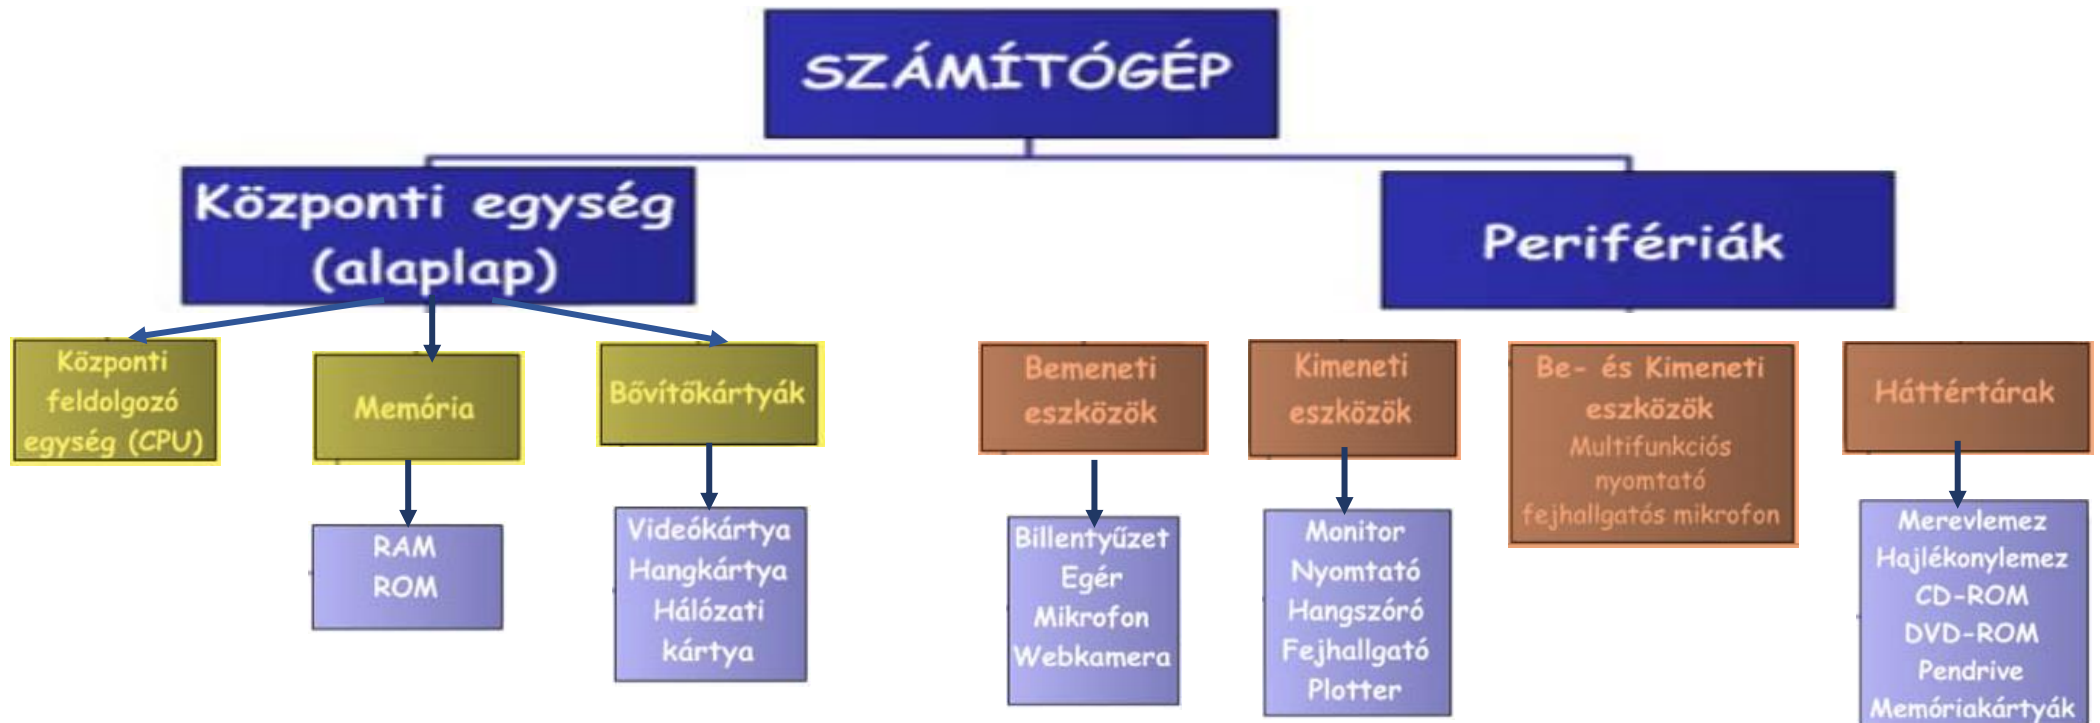 SZÁMÍTÓGÉP
Központi egység
(alaplap)
Perifériák
Központi
feldolgozó
egység (CPU)
Memória
Bővítőkártyák
Bemeneti
eszközök
Kimeneti
eszközök
Be- és Kimeneti
eszközök
Multifunkciós
nyomtató
fejhallgatós mikrofon
Háttértárak
RAM
ROM
Videókártya
Hangkártya
Hálózati
kártya
Billentyűzet
Egér
Mikrofon
Webkamera
Monitor
Nyomtató
Hangszóró
Fejhallgató
Plotter
Merevlemez
Hajlékonylemez
CD-ROM
DVD-ROM
Pendrive
Memóriakártyák